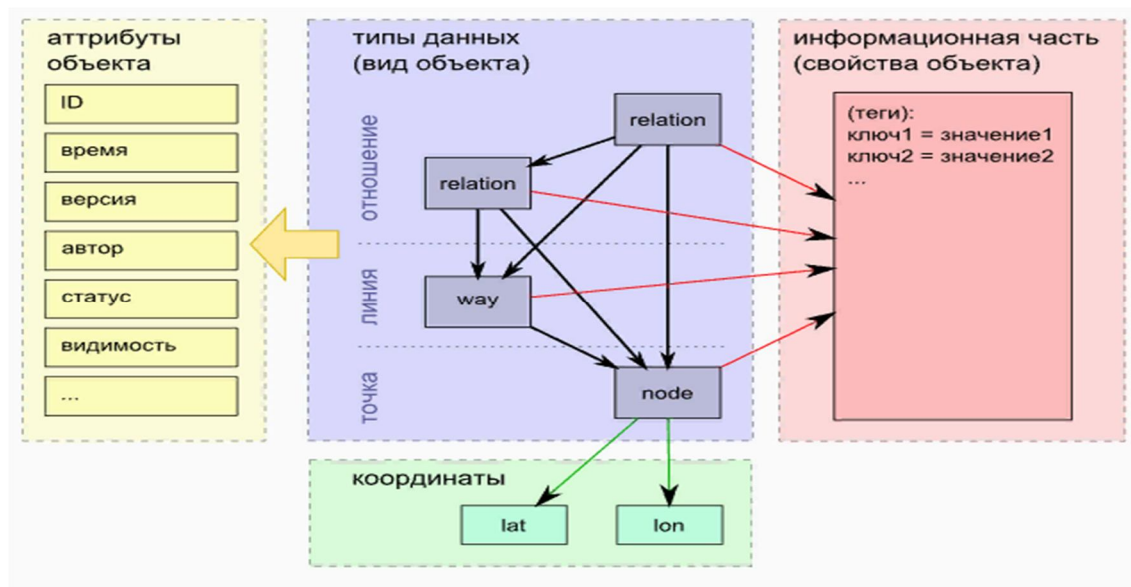 аттрибуты
объекта
ID
время
версия
автор
статус
видимость
...
типы данных
(вид объекта)
отношение
линия
точка
relation
relation
way
node
информационная часть
(свойства объекта)
(теги):
ключ1 = значение1
ключ2 = значение2
...
координаты
lat
lon